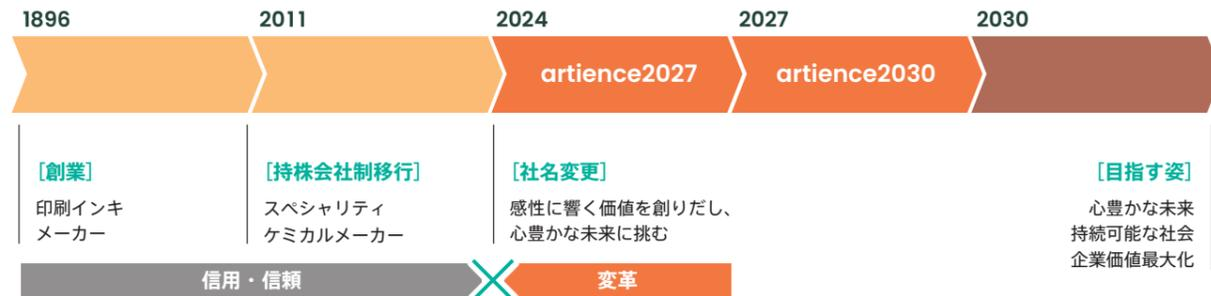 1896
2011
2024
2027
2030
artience2027
artience2030
[創業]
印刷インキ
メーカー
[持株会社制移行]
スペシャリティ
ケミカルメーカー
[社名変更]
感性に響く価値を創りだし、
心豊かな未来に挑む
[目指す姿]
心豊かな未来
持続可能な社会
企業価値最大化
信用・信頼
変革